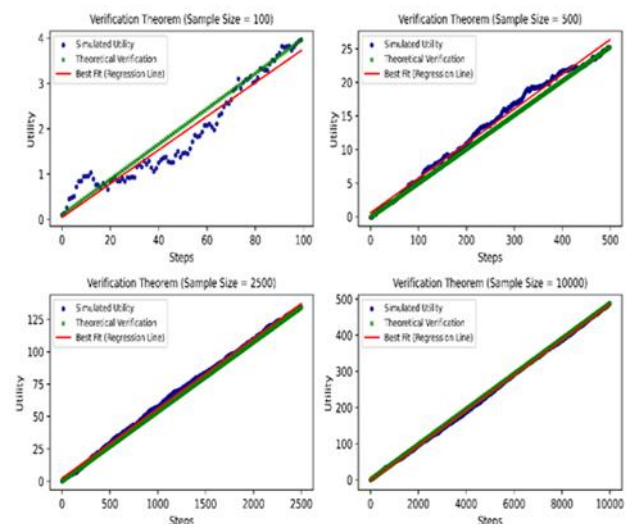 Verification Theorem (Sample Size = 100)
Simulated Utility
Theoretical Verification
Best Fit (Regression Line)
Utility
4
3
2
1
0
0 20 40 60 80 100
Steps
Verification Theorem (Sample Size = 500)
Simulated Utility
Theoretical Verification
Best Fit (Regression Line)
Utility
25
20
15
10
5
0
0 100 200 300 400 500
Steps
Verification Theorem (Sample Size = 2500)
Simulated Utility
Theoretical Verification
Best Fit (Regression Line)
Utility
125
100
75
50
25
0
0 500 1000 1500 2000 2500
Steps
Verification Theorem (Sample Size = 10000)
Simulated Utility
Theoretical Verification
Best Fit (Regression Line)
Utility
500
400
300
200
100
0
0 2000 4000 6000 8000 10000
Steps